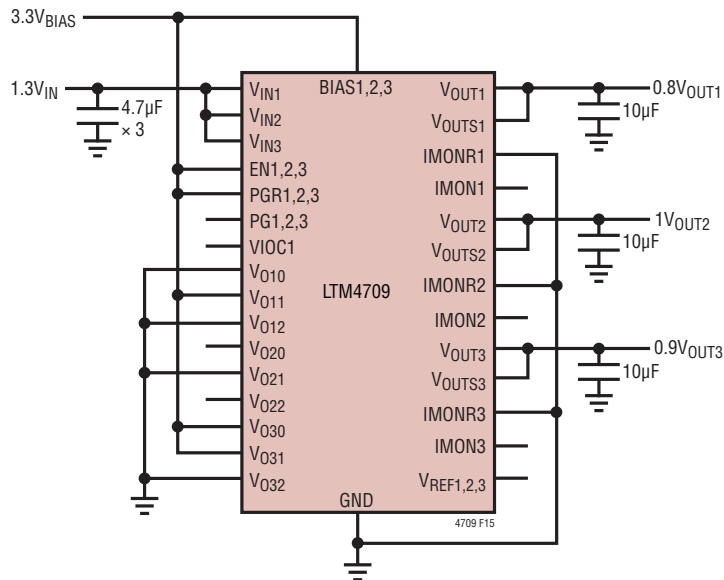 3.3VBIAS
1.3VIN
4.7µF
× 3
BIAS1,2,3
VIN1
VIN2
VIN3
EN1,2,3
PGR1,2,3
PG1,2,3
VIOC1
VO10
VO11
VO12
VO20
VO21
VO22
VO30
VO31
VO32
LTM4709
GND
VOUT1
VOUTS1
IMONR1
IMON1
VOUT2
VOUTS2
IMONR2
IMON2
VOUT3
VOUTS3
IMONR3
IMON3
VREF1,2,3
0.8VOUT1
10µF
1VOUT2
10µF
0.9VOUT3
10µF
4709 F15